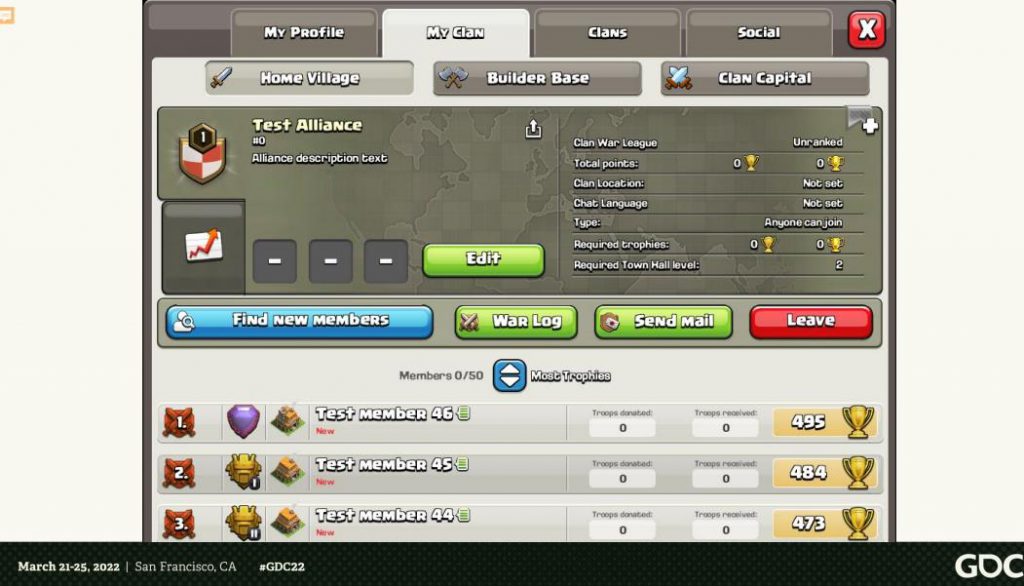 My Profile
My Clan
Clans
Social
X
Home Village
Builder Base
Clan Capital
1
Test Alliance
#0
Alliance description text
- - -
Edit
Clan War League Unranked
Total points: 0 0
Clan Location: Not set
Chat Language Not set
Type: Anyone can join
Required trophies: 0 0
Required Town Hall level: 2
Find new members
War Log
Send mail
Leave
Members 0/50
Most Trophies
1. Test member 46 Troops donated: Troops received: 495
New 0 0
2. I Test member 45 Troops donated: Troops received: 484
New 0 0
3. II Test member 44 Troops donated: Troops received: 473
New 0 0
March 21-25, 2022 | San Francisco, CA #GDC22
GDC